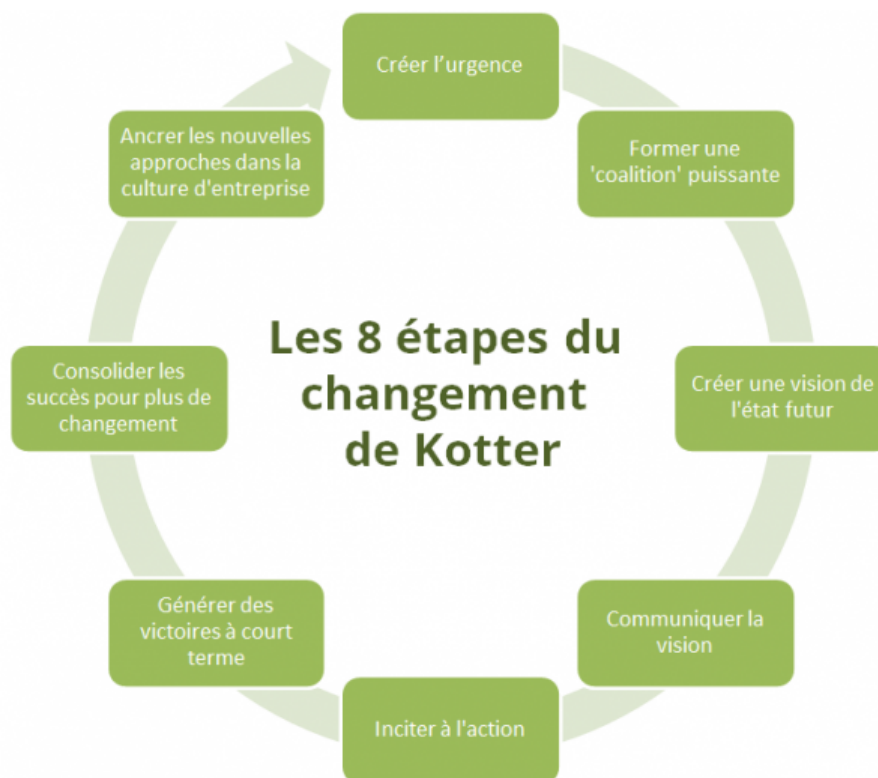 Créer l’urgence
Former une
'coalition' puissante
Créer une vision de
l'état futur
Communiquer la
vision
Inciter à l'action
Générer des
victoires à court
terme
Consolider les
succès pour plus de
changement
Ancrer les nouvelles
approches dans la
culture d'entreprise
Les 8 étapes du
changement
de Kotter